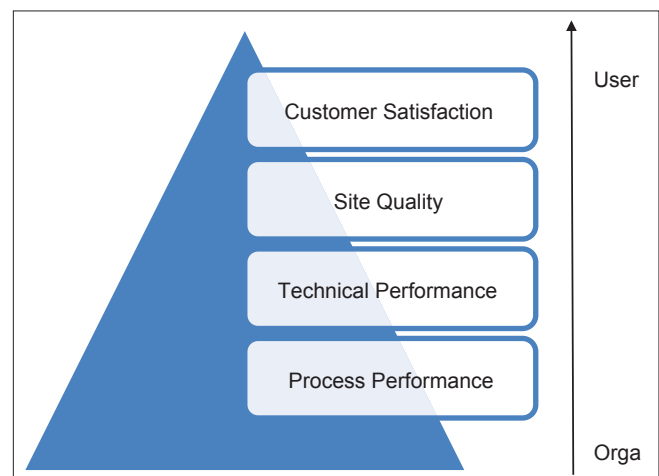 User
Customer Satisfaction
Site Quality
Technical Performance
Process Performance
Orga